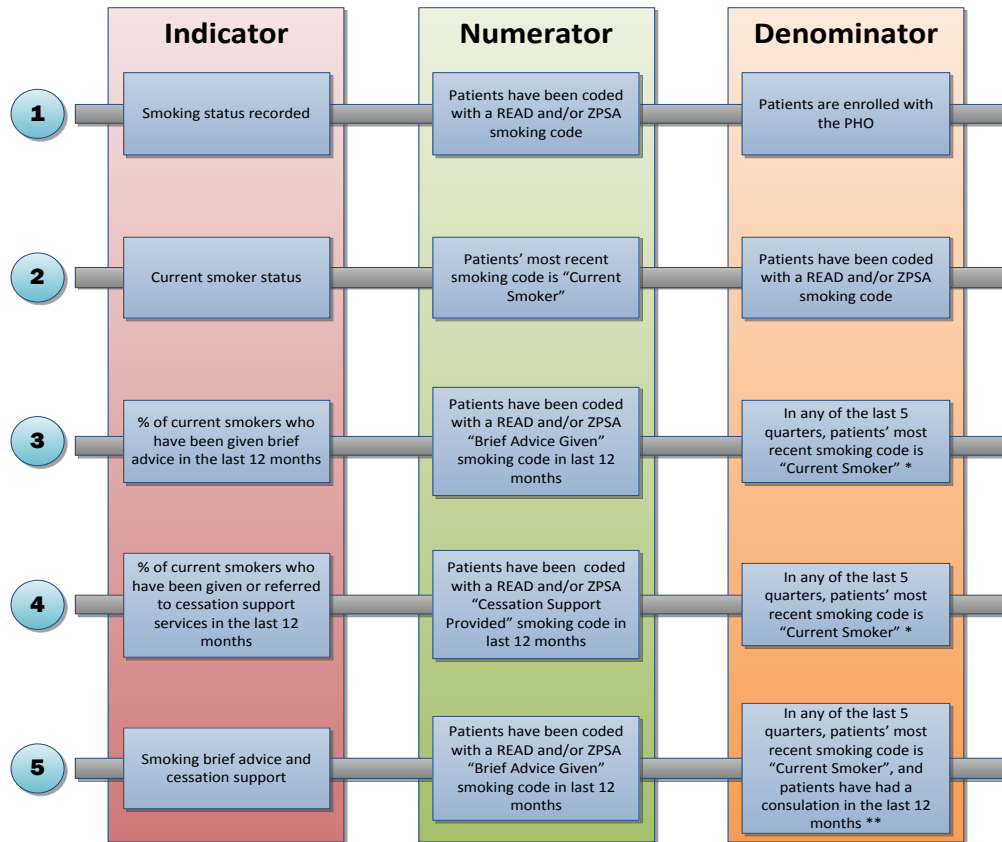 Indicator
Numerator
Denominator
1
Smoking status recorded
Patients have been coded
with a READ and/or ZPSA
smoking code
Patients are enrolled with
the PHO
2
Current smoker status
Patients’ most recent
smoking code is “Current
Smoker”
Patients have been coded
with a READ and/or ZPSA
smoking code
3
% of current smokers who
have been given brief
advice in the last 12 months
Patients have been coded
with a READ and/or ZPSA
“Brief Advice Given”
smoking code in last 12
months
In any of the last 5
quarters, patients’ most
recent smoking code is
“Current Smoker” *
4
% of current smokers who
have been given or referred
to cessation support
services in the last 12
months
Patients have been  coded
with a READ and/or ZPSA
“Cessation Support
Provided” smoking code in
last 12 months
In any of the last 5
quarters, patients’ most
recent smoking code is
“Current Smoker” *
5
Smoking brief advice and
cessation support
Patients have been coded
with a READ and/or ZPSA
“Brief Advice Given”
smoking code in last 12
months
In any of the last 5
quarters, patients’ most
recent smoking code is
“Current Smoker”, and
patients have had a
consulation in the last 12
months **